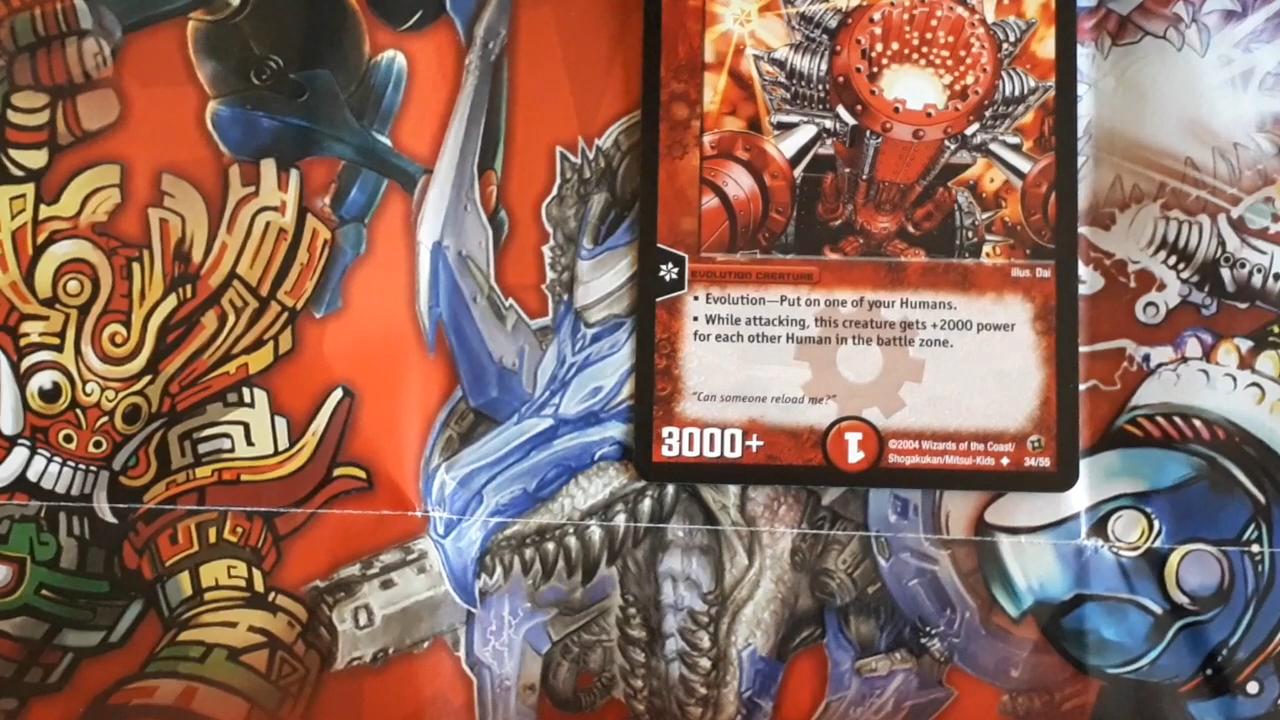 illus. Dai
EVOLUTION CREATURE
▪ Evolution—Put on one of your Humans.
▪ While attacking, this creature gets +2000 power
for each other Human in the battle zone.
"Can someone reload me?"
3000+
1
©2004 Wizards of the Coast/
Shogakukan/Mitsui-Kids ✦ 34/55